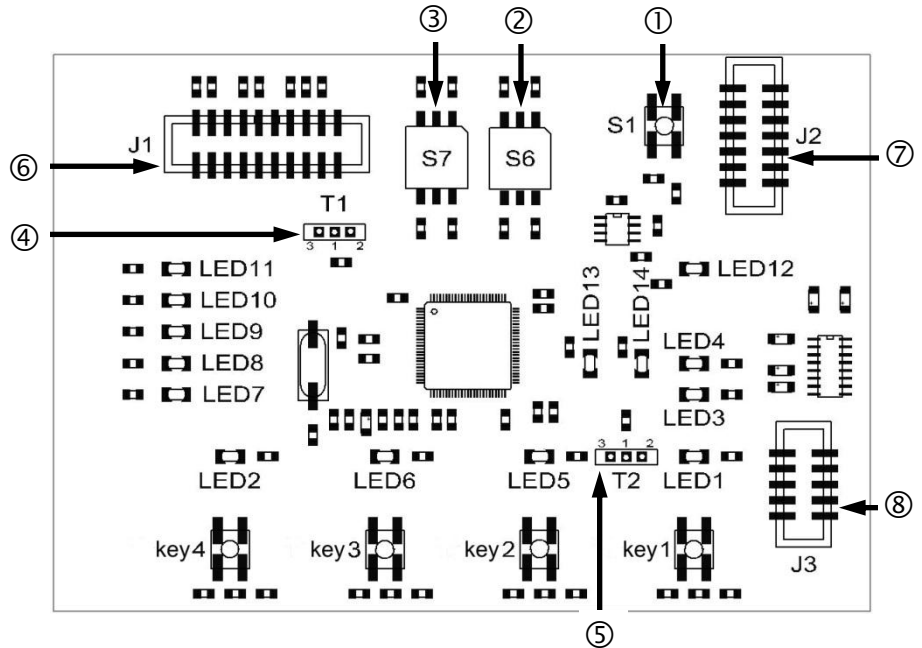 ③ ② ①
J1 S7 S6 S1 J2
⑥ ⑦
T1
④
3 1 2
LED11 LED13 LED14 LED12
LED10
LED9 LED4
LED8
LED7 LED3
3 1 2
LED2 LED6 LED5 T2 LED1
⑧
key4 key3 key2 key1
J3
⑤